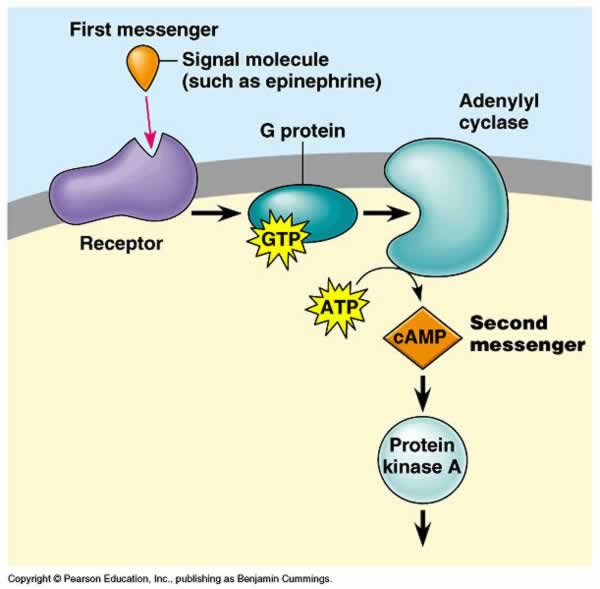 First messenger
Signal molecule
(such as epinephrine)
Adenylyl
cyclase
G protein
Receptor
GTP
ATP
cAMP
Second
messenger
Protein
kinase A
Copyright © Pearson Education, Inc., publishing as Benjamin Cummings.